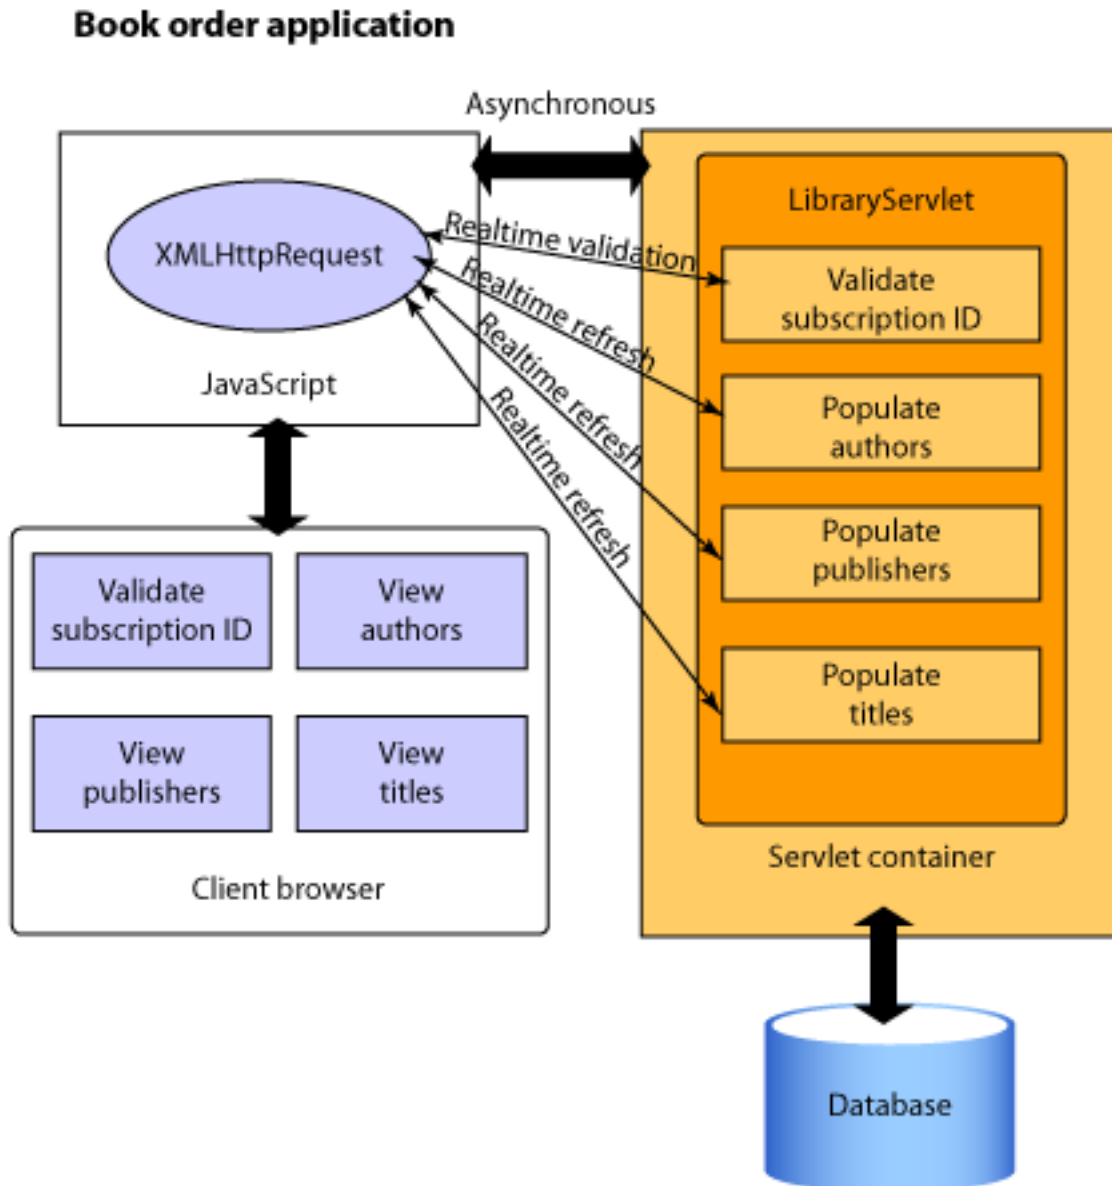 Book order application
Asynchronous
XMLHttpRequest
JavaScript
Realtime validation
Realtime refresh
Realtime refresh
Realtime refresh
LibraryServlet
Validate
subscription ID
Populate
authors
Populate
publishers
Populate
titles
Servlet container
Validate
subscription ID
View
authors
View
publishers
View
titles
Client browser
Database